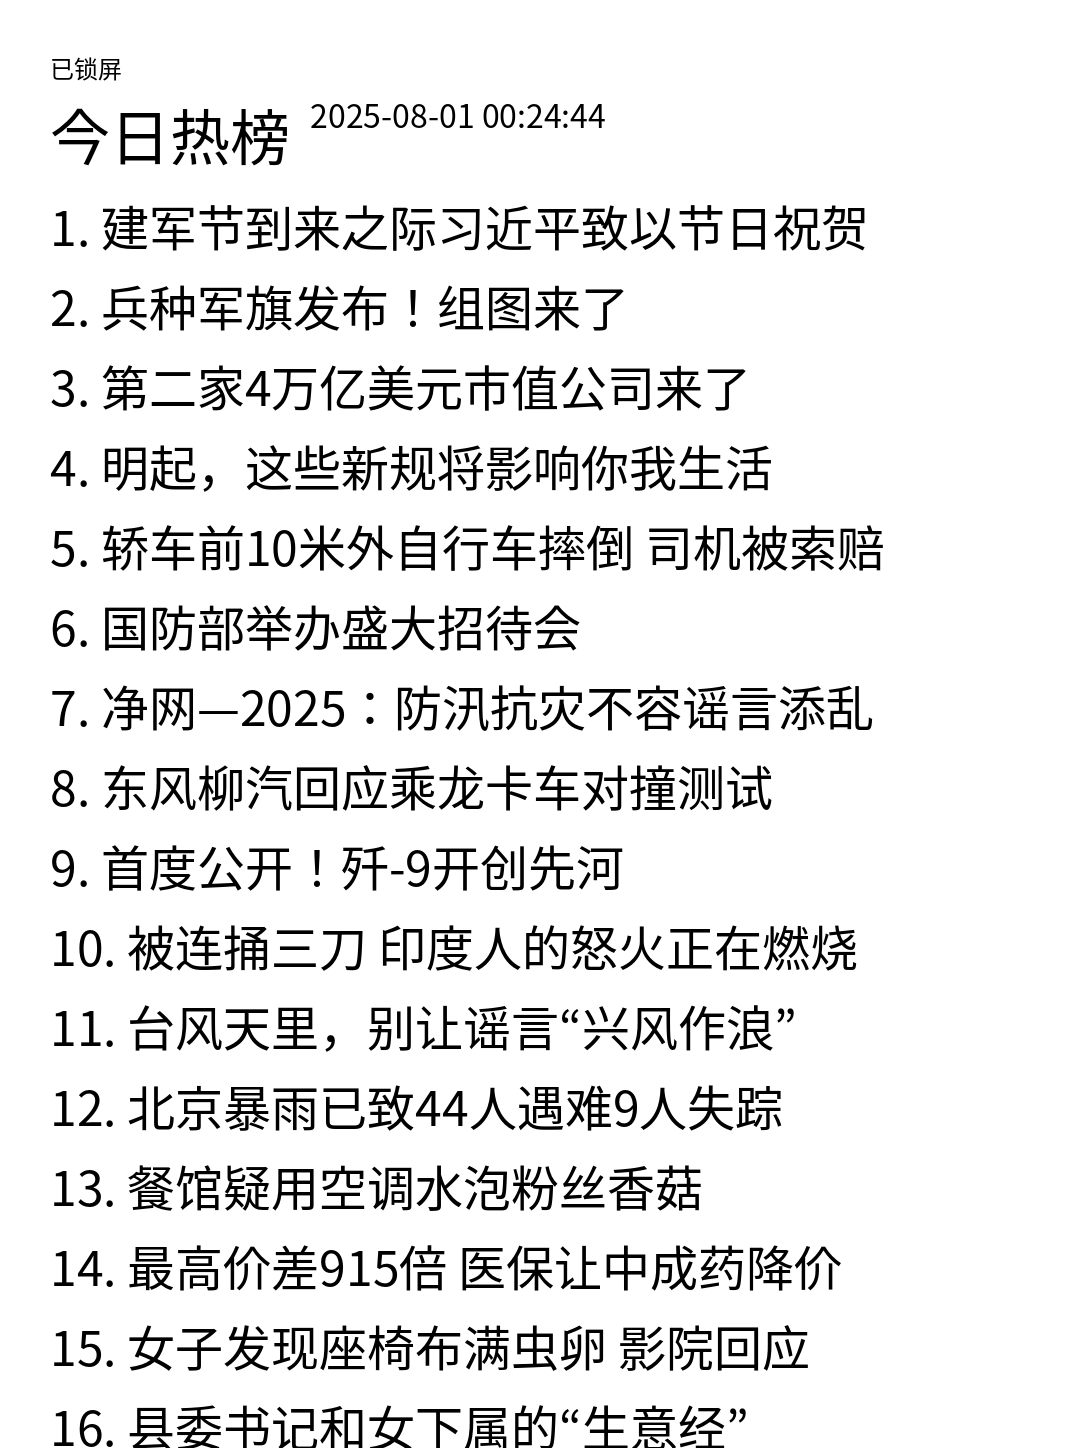 已锁屏
今日热榜 2025-08-01 00:24:44
1. 建军节到来之际习近平致以节日祝贺
2. 兵种军旗发布！组图来了
3. 第二家4万亿美元市值公司来了
4. 明起，这些新规将影响你我生活
5. 轿车前10米外自行车摔倒 司机被索赔
6. 国防部举办盛大招待会
7. 净网—2025：防汛抗灾不容谣言添乱
8. 东风柳汽回应乘龙卡车对撞测试
9. 首度公开！歼-9开创先河
10. 被连捅三刀 印度人的怒火正在燃烧
11. 台风天里，别让谣言“兴风作浪”
12. 北京暴雨已致44人遇难9人失踪
13. 餐馆疑用空调水泡粉丝香菇
14. 最高价差915倍 医保让中成药降价
15. 女子发现座椅布满虫卵 影院回应
16. 县委书记和女下属的“生意经”